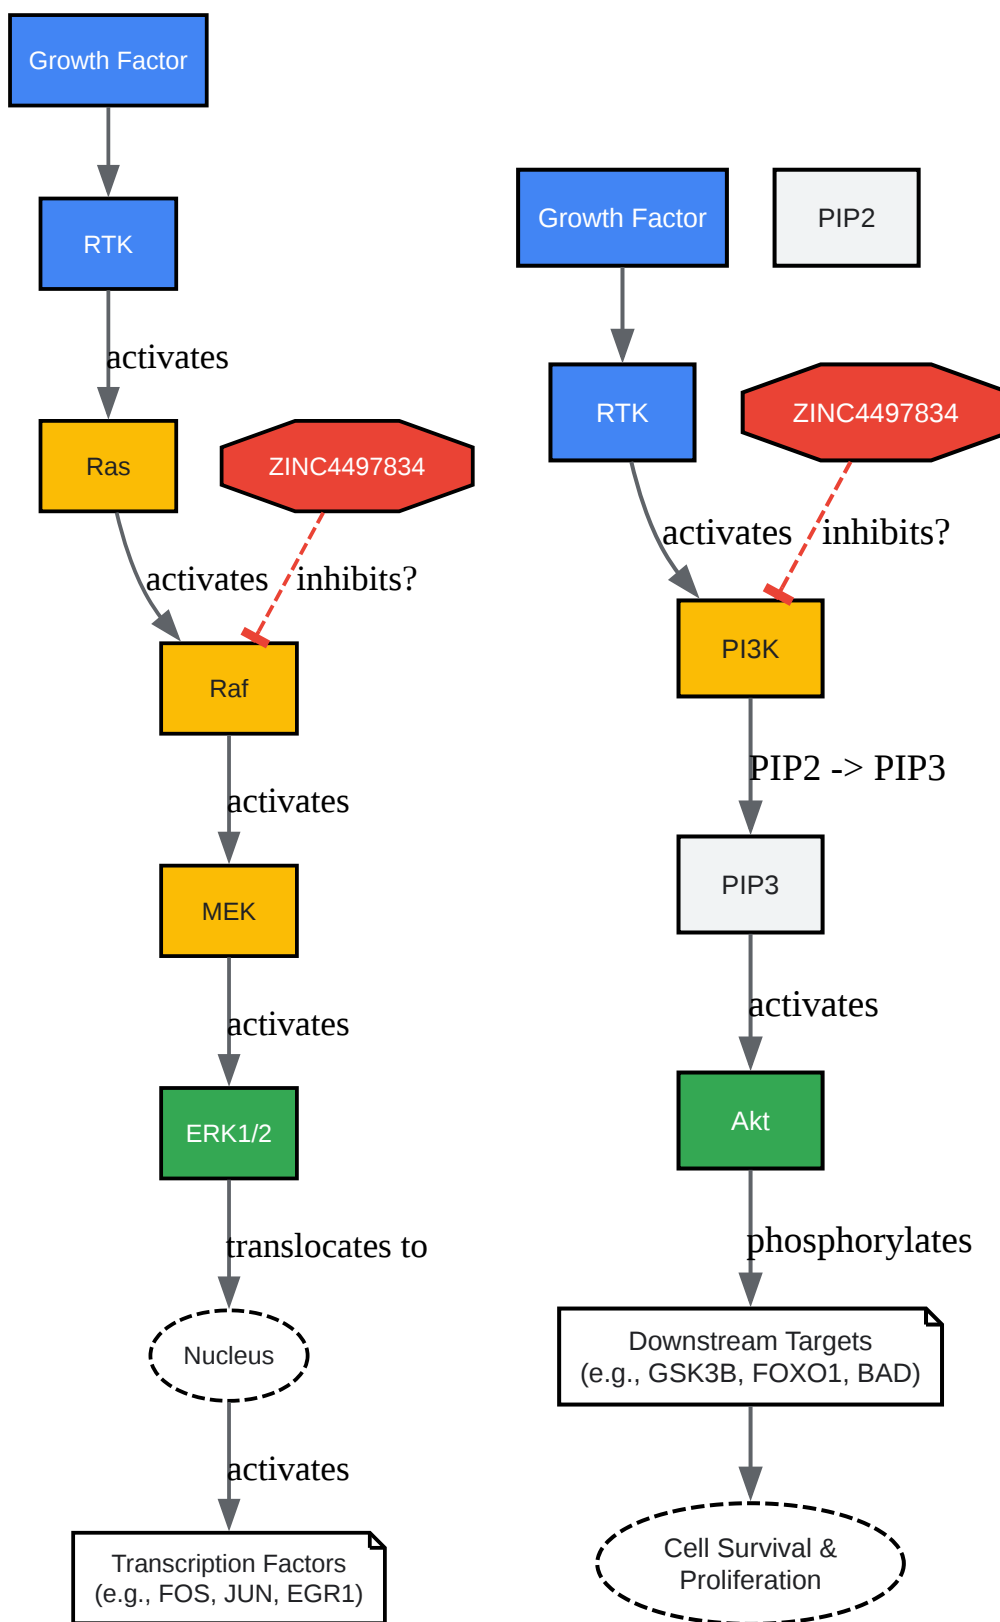 Growth Factor
RTK
activates
Ras
ZINC4497834
activates
inhibits?
Raf
activates
MEK
activates
ERK1/2
translocates to
Nucleus
activates
Transcription Factors
(e.g., FOS, JUN, EGR1)
Growth Factor
PIP2
RTK
ZINC4497834
activates
inhibits?
PI3K
PIP2 -> PIP3
PIP3
activates
Akt
phosphorylates
Downstream Targets
(e.g., GSK3B, FOXO1, BAD)
Cell Survival &
Proliferation